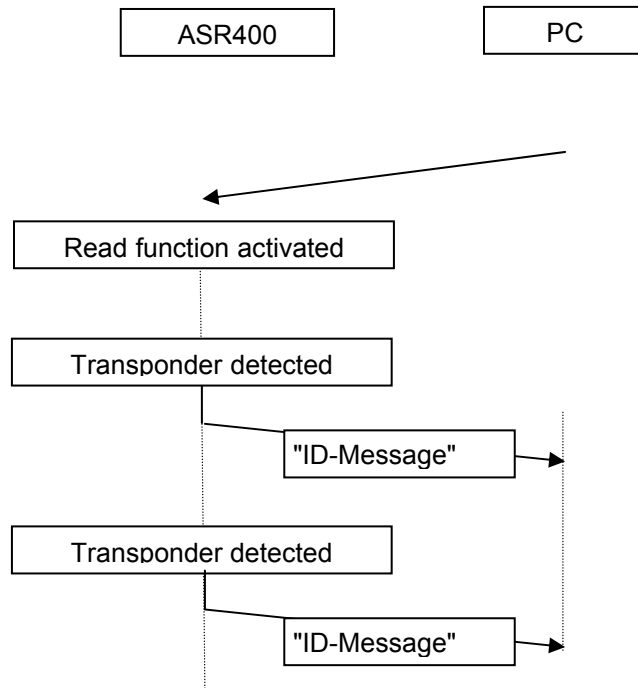 ASR400
PC
Read function activated
Transponder detected
"ID-Message"
Transponder detected
"ID-Message"